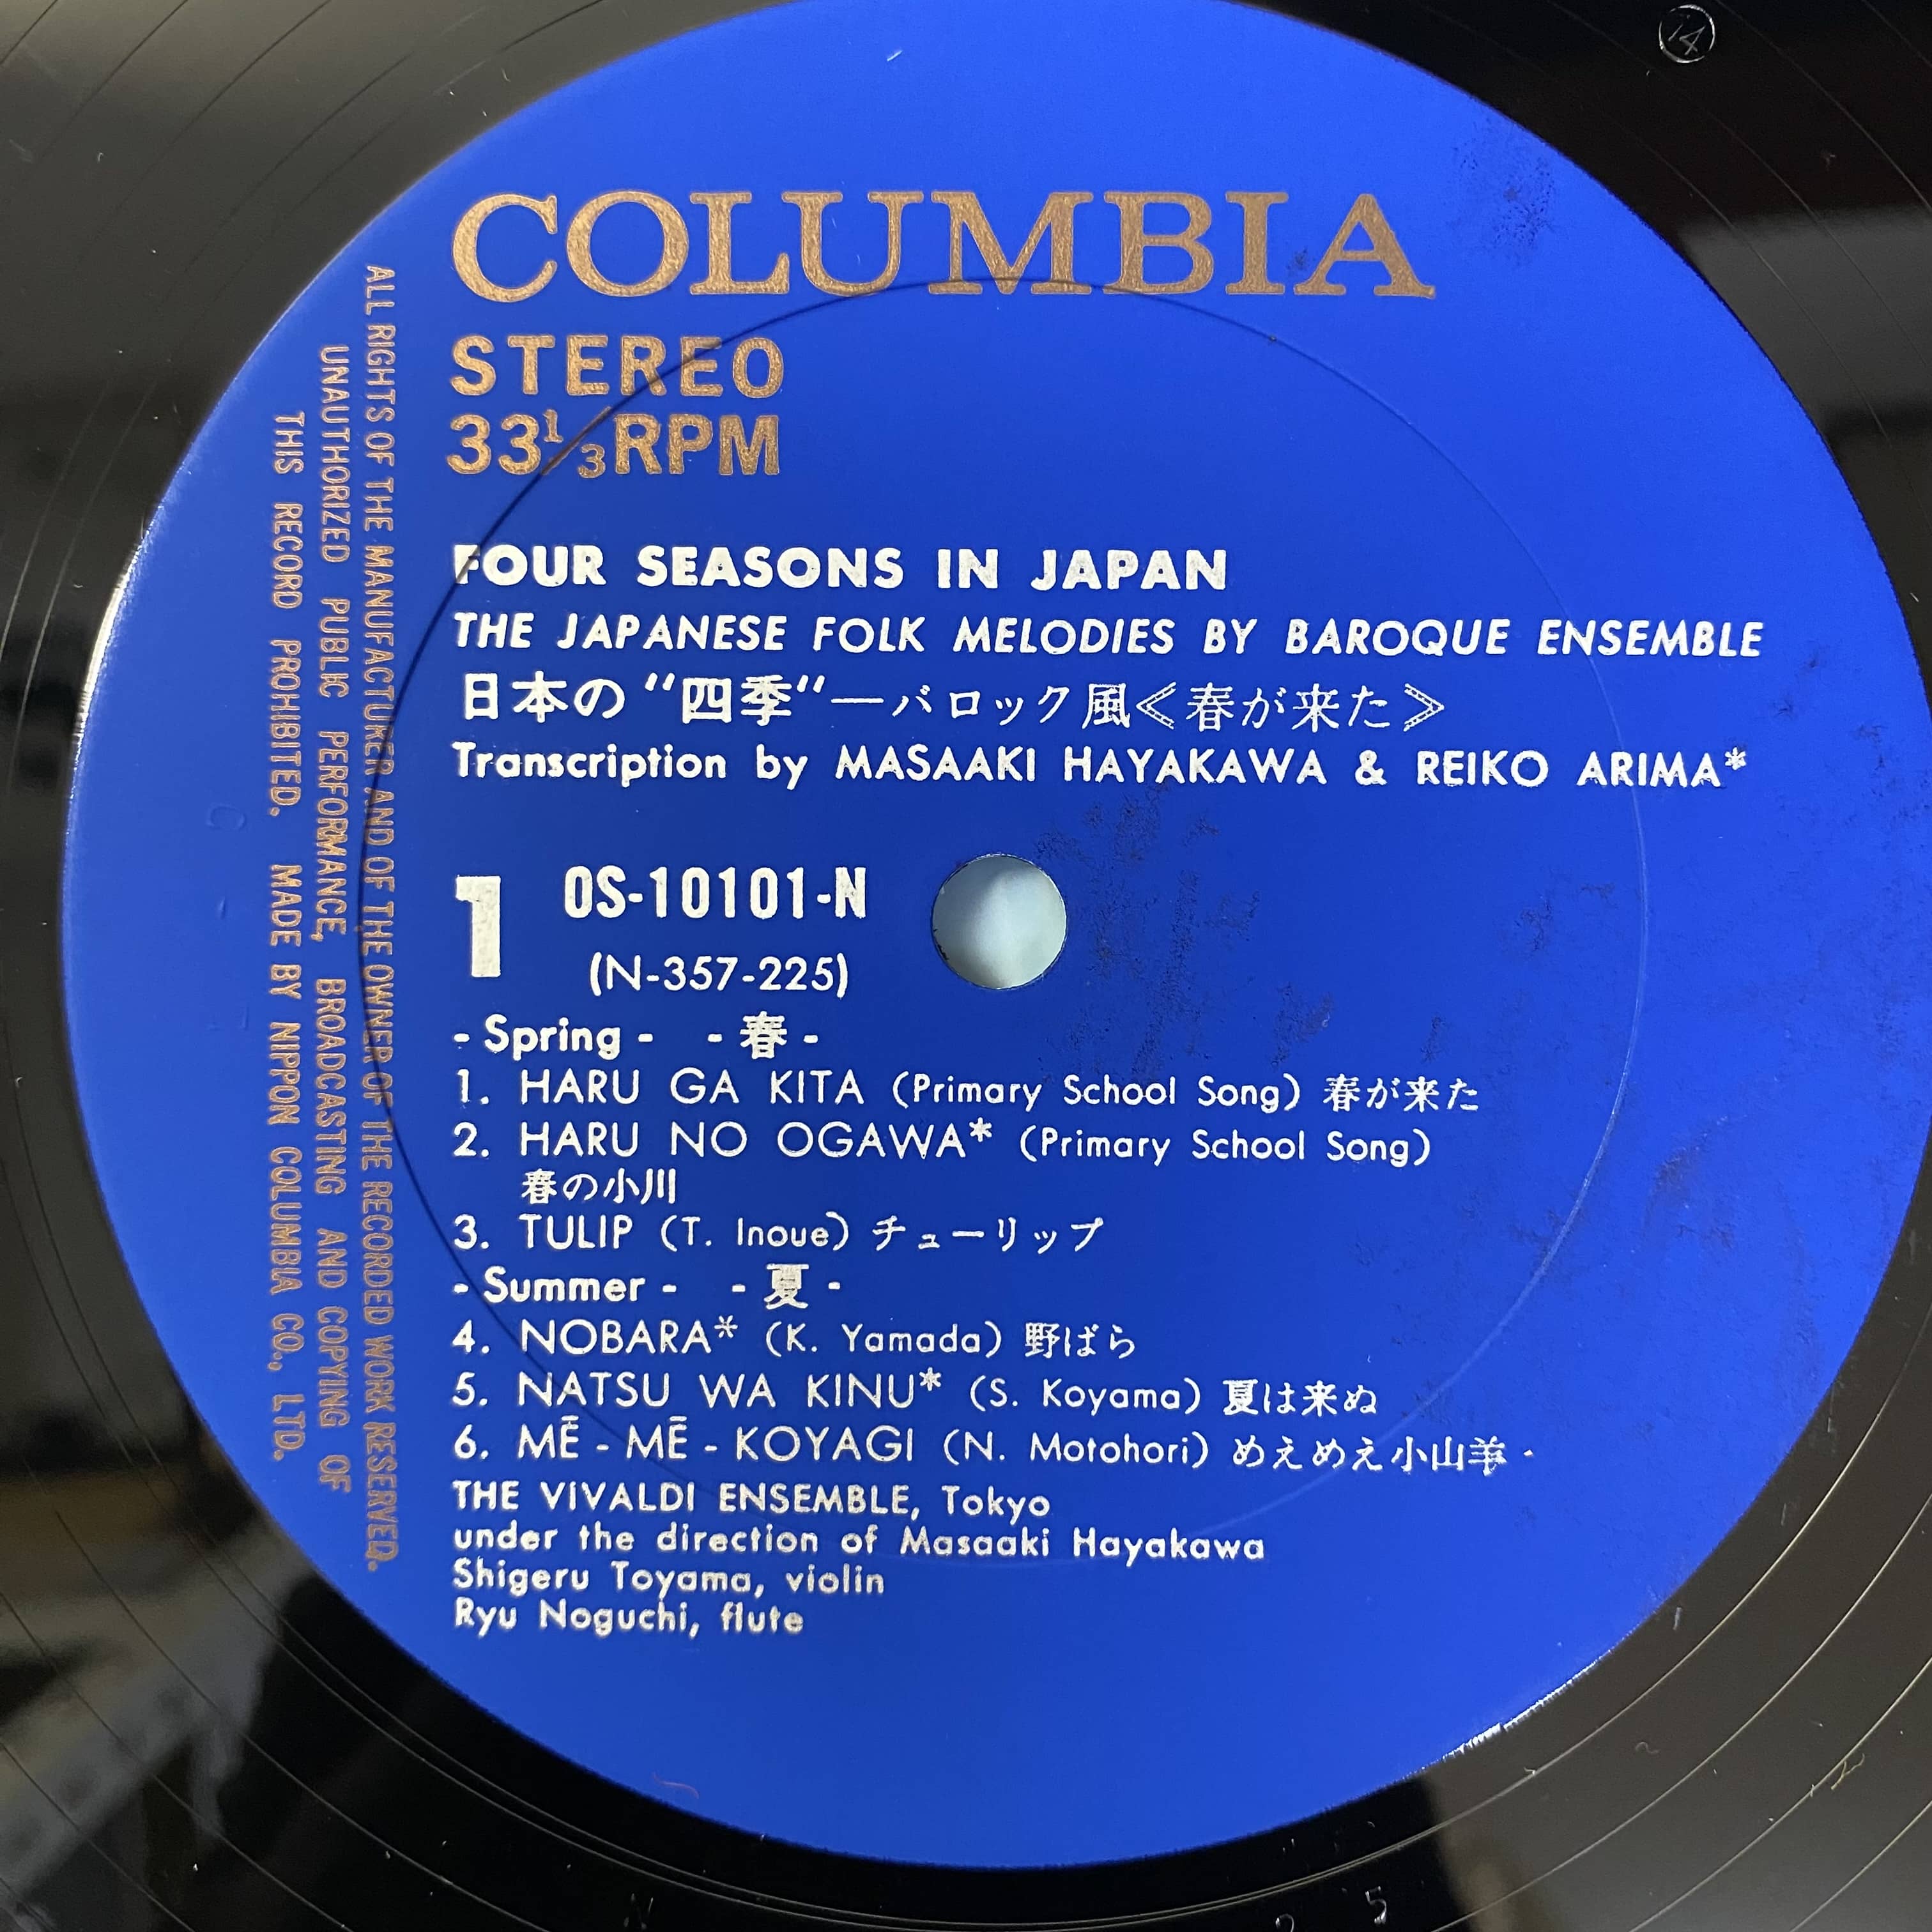 COLUMBIA
STEREO
33 1/3 RPM
FOUR SEASONS IN JAPAN
THE JAPANESE FOLK MELODIES BY BAROQUE ENSEMBLE
日本の“四季“—バロック風≪春が来た≫
Transcription by MASAAKI HAYAKAWA & REIKO ARIMA*
1 OS-10101-N
(N-357-225)
- Spring - - 春 -
1. HARU GA KITA (Primary School Song) 春が来た
2. HARU NO OGAWA* (Primary School Song)
春の小川
3. TULIP (T. Inoue) チューリップ
- Summer - - 夏 -
4. NOBARA* (K. Yamada) 野ばら
5. NATSU WA KINU* (S. Koyama) 夏は来ぬ
6. MĒ - MĒ - KOYAGI (N. Motohori) めえめえ小山羊
THE VIVALDI ENSEMBLE, Tokyo
under the direction of Masaaki Hayakawa
Shigeru Toyama, violin
Ryu Noguchi, flute
ALL RIGHTS OF THE MANUFACTURER AND OF THE OWNER OF THE RECORDED WORK RESERVED.
UNAUTHORIZED PUBLIC PERFORMANCE, BROADCASTING AND COPYING OF
THIS RECORD PROHIBITED. MADE BY NIPPON COLUMBIA CO., LTD.
14